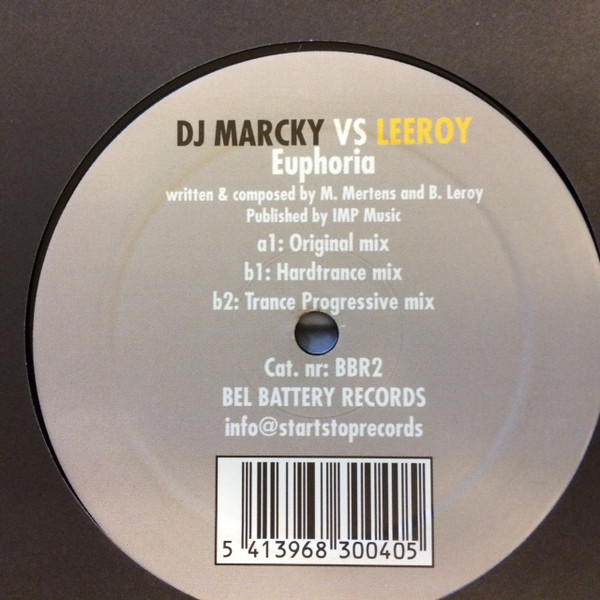 DJ MARCKY VS LEEROY
Euphoria
written & composed by M. Mertens and B. Leroy
Published by IMP Music
a1: Original mix
b1: Hardtrance mix
b2: Trance Progressive mix
Cat. nr: BBR2
BEL BATTERY RECORDS
info@startstoprecords
5 413968 300405